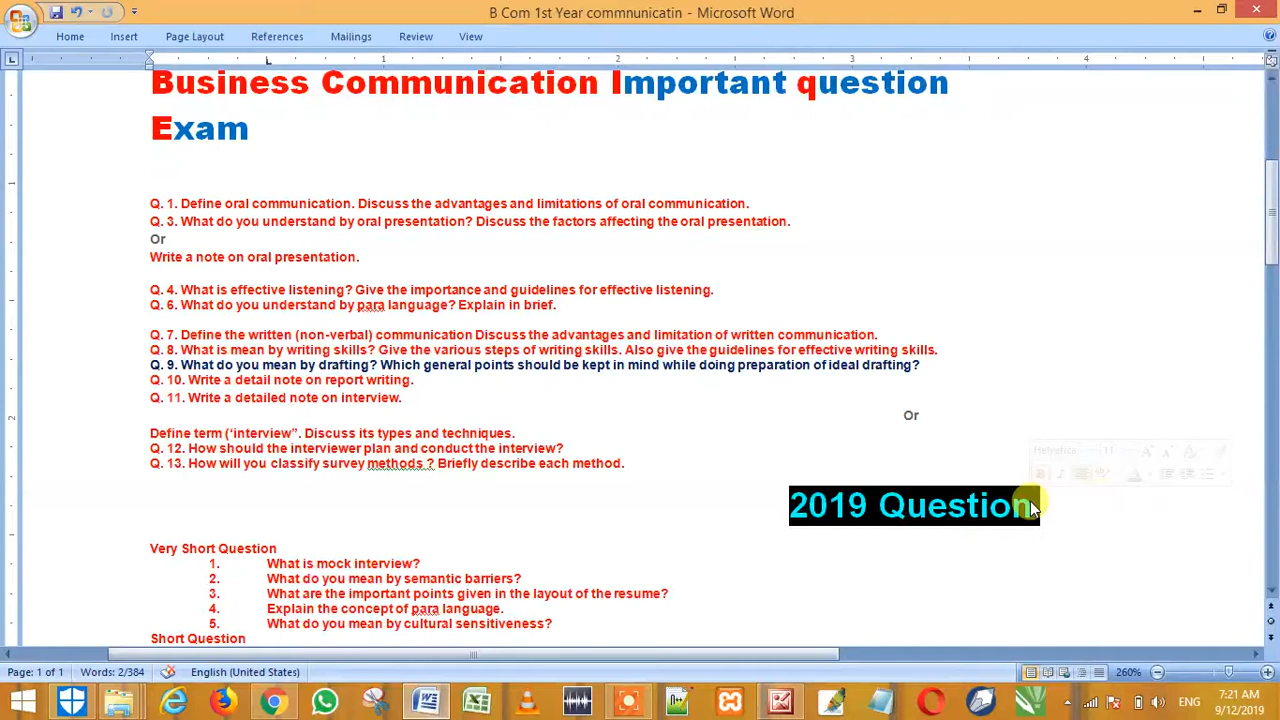 B Com 1st Year commnunicatin - Microsoft Word
Home Insert Page Layout References Mailings Review View
1 2 3 4
Business Communication Important question
Exam
Q. 1. Define oral communication. Discuss the advantages and limitations of oral communication.
Q. 3. What do you understand by oral presentation? Discuss the factors affecting the oral presentation.
Or
Write a note on oral presentation.
Q. 4. What is effective listening? Give the importance and guidelines for effective listening.
Q. 6. What do you understand by para language? Explain in brief.
Q. 7. Define the written (non-verbal) communication Discuss the advantages and limitation of written communication.
Q. 8. What is mean by writing skills? Give the various steps of writing skills. Also give the guidelines for effective writing skills.
Q. 9. What do you mean by drafting? Which general points should be kept in mind while doing preparation of ideal drafting?
Q. 10. Write a detail note on report writing.
Q. 11. Write a detailed note on interview.
Or
Define term (‘interview”. Discuss its types and techniques.
Q. 12. How should the interviewer plan and conduct the interview?
Q. 13. How will you classify survey methods ? Briefly describe each method.
Helvetica 11
2019 Question
Very Short Question
1. What is mock interview?
2. What do you mean by semantic barriers?
3. What are the important points given in the layout of the resume?
4. Explain the concept of para language.
5. What do you mean by cultural sensitiveness?
Short Question
Page: 1 of 1 Words: 2/384 English (United States) 260%
ENG 7:21 AM
9/12/2019